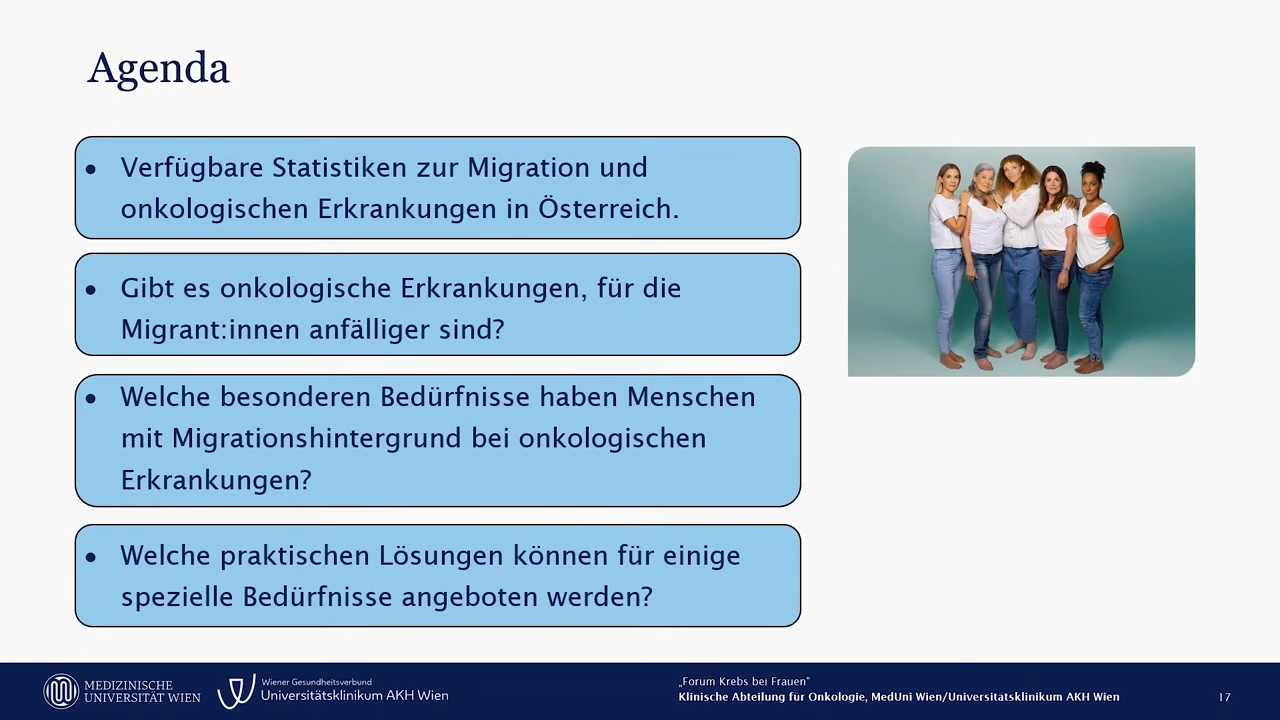 Agenda
• Verfügbare Statistiken zur Migration und
onkologischen Erkrankungen in Österreich.
• Gibt es onkologische Erkrankungen, für die
Migrant:innen anfälliger sind?
• Welche besonderen Bedürfnisse haben Menschen
mit Migrationshintergrund bei onkologischen
Erkrankungen?
• Welche praktischen Lösungen können für einige
spezielle Bedürfnisse angeboten werden?
MEDIZINISCHE
UNIVERSITÄT WIEN
Wiener Gesundheitsverbund
Universitätsklinikum AKH Wien
„Forum Krebs bei Frauen"
Klinische Abteilung für Onkologie, MedUni Wien/Universitätsklinikum AKH Wien
17